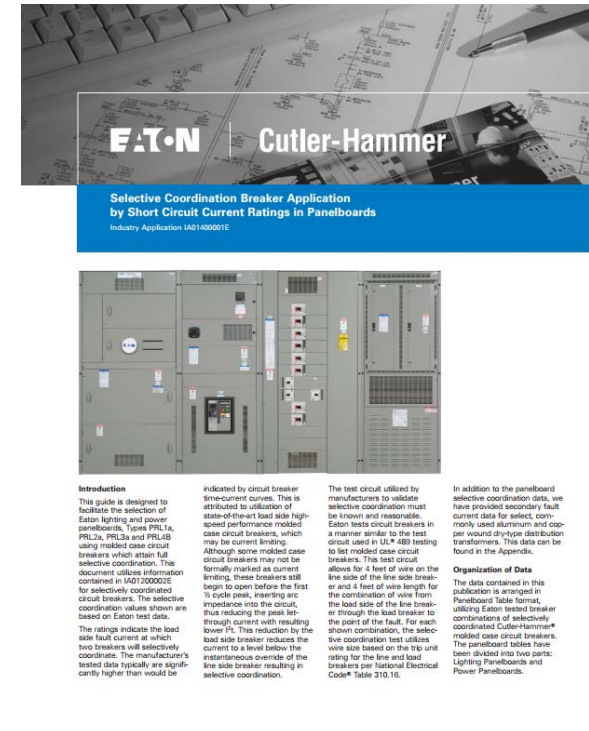 EATON
Cutler-Hammer
Selective Coordination Breaker Application
by Short Circuit Current Ratings in Panelboards
Industry Application IA01400001E
Introduction
This guide is designed to
facilitate the selection of
Eaton lighting and power
panelboards, Types PRL1a,
PRL2a, PRL3a and PRL4B
using molded case circuit
breakers which attain full
selective coordination. This
document utilizes information
contained in IA01200002E
for selectively coordinated
circuit breakers. The selective
coordination values shown are
based on Eaton test data.
The ratings indicate the load
side fault current at which
two breakers will selectively
coordinate. The manufacturer's
tested data typically are signifi-
cantly higher than would be
indicated by circuit breaker
time-current curves. This is
attributed to utilization of
state-of-the-art load side high-
speed performance molded
case circuit breakers, which
may be current limiting.
Although some molded case
circuit breakers may not be
formally marked as current
limiting, these breakers still
begin to open before the first
½ cycle peak, inserting arc
impedance into the circuit,
thus reducing the peak let-
through current with resulting
lower I²t. This reduction by the
load side breaker reduces the
current to a level below the
instantaneous override of the
line side breaker resulting in
selective coordination.
The test circuit utilized by
manufacturers to validate
selective coordination must
be known and reasonable.
Eaton tests circuit breakers in
a manner similar to the test
circuit used in UL® 489 testing
to list molded case circuit
breakers. This test circuit
allows for 4 feet of wire on the
line side of the line side break-
er and 4 feet of wire length for
the combination of wire from
the load side of the line break-
er through the load breaker to
the point of the fault. For each
shown combination, the selec-
tive coordination test utilizes
wire size based on the trip unit
rating for the line and load
breakers per National Electrical
Code® Table 310.16.
In addition to the panelboard
selective coordination data, we
have provided secondary fault
current data for select, com-
monly used aluminum and cop-
per wound dry-type distribution
transformers. This data can be
found in the Appendix.
Organization of Data
The data contained in this
publication is arranged in
Panelboard Table format,
utilizing Eaton tested breaker
combinations of selectively
coordinated Cutler-Hammer®
molded case circuit breakers.
The panelboard tables have
been divided into two parts:
Lighting Panelboards and
Power Panelboards.